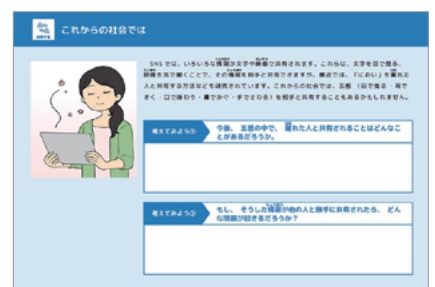 これからの社会では
SNSでは、いろいろな情報が文字や映像で共有されます。これらは、文字を目で見る、
映像を耳で聞くことで、その情報を相手と共有できますが、最近では、「におい」を離れた
人と共有する方法なども研究されています。これからの社会では、五感(目で見る・耳で
きく・口で味わう・鼻でかぐ・手でさわる)を相手と共有することもあるかもしれません。
考えてみよう①
今後、五感の中で、離れた人と共有されることはどんなこ
とがあるだろうか。
考えてみよう②
もし、そうした情報が他の人と勝手に共有されたら、どん
な問題が起きるだろうか?